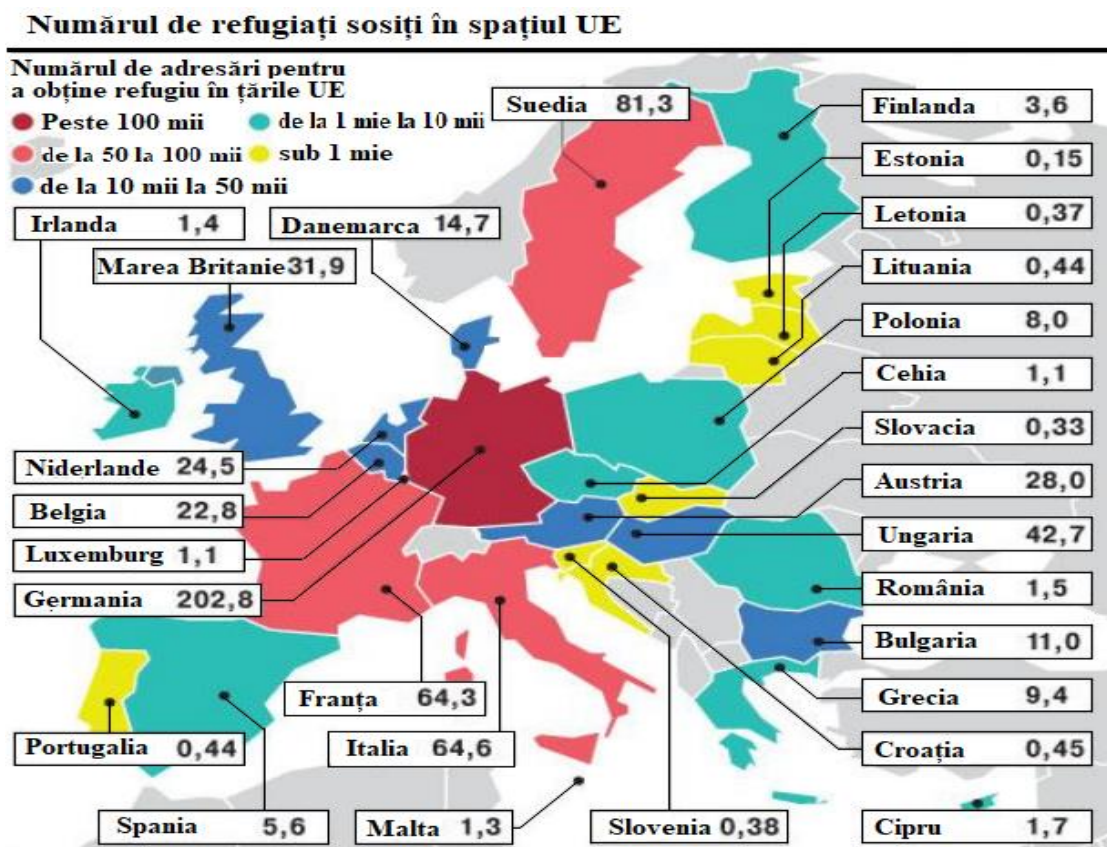 Numărul de refugiați sosiți în spațiul UE
Numărul de adresări pentru
a obține refugiu în țările UE
Peste 100 mii
de la 1 mie la 10 mii
de la 50 la 100 mii
sub 1 mie
de la 10 mii la 50 mii
Suedia 81,3
Finlanda 3,6
Estonia 0,15
Irlanda 1,4
Danemarca 14,7
Letonia 0,37
Marea Britanie 31,9
Lituania 0,44
Polonia 8,0
Cehia 1,1
Slovacia 0,33
Niderlande 24,5
Austria 28,0
Belgia 22,8
Ungaria 42,7
Luxemburg 1,1
România 1,5
Germania 202,8
Bulgaria 11,0
Franța 64,3
Grecia 9,4
Portugalia 0,44
Italia 64,6
Croația 0,45
Spania 5,6
Malta 1,3
Slovenia 0,38
Cipru 1,7